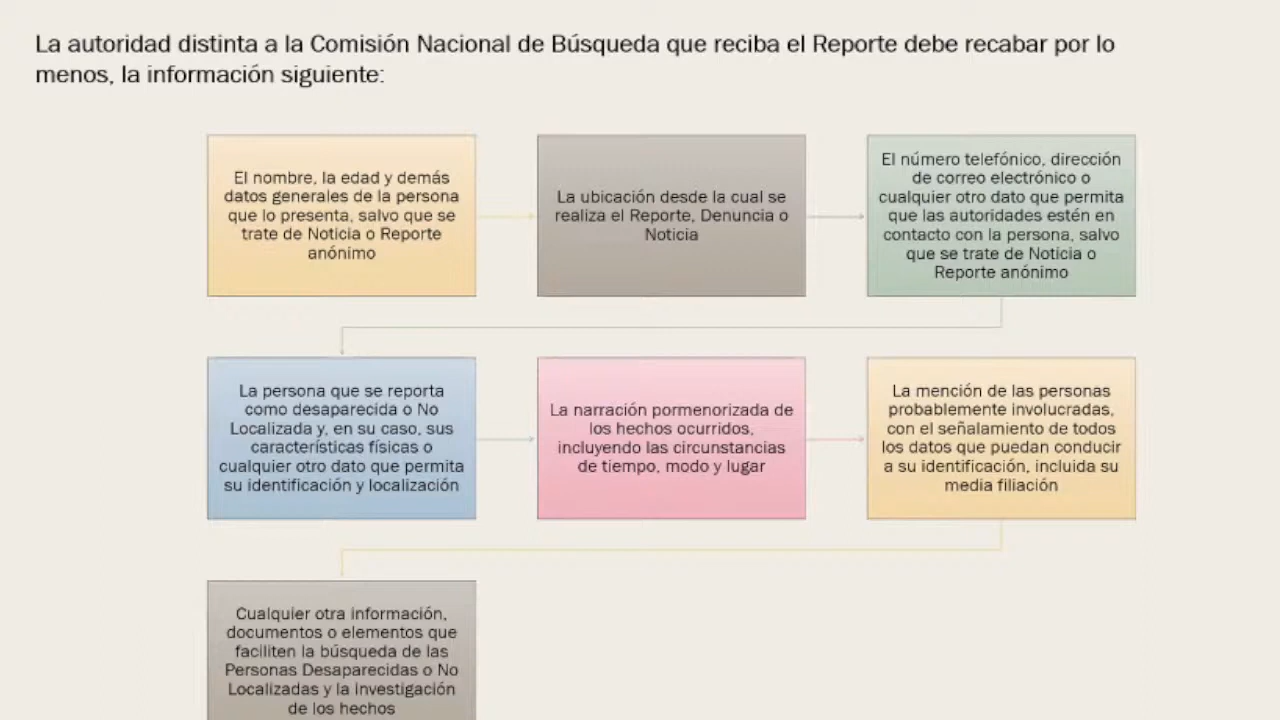 La autoridad distinta a la Comisión Nacional de Búsqueda que reciba el Reporte debe recabar por lo
menos, la información siguiente:
El nombre, la edad y demás
datos generales de la persona
que lo presenta, salvo que se
trate de Noticia o Reporte
anónimo
La ubicación desde la cual se
realiza el Reporte, Denuncia o
Noticia
El número telefónico, dirección
de correo electrónico o
cualquier otro dato que permita
que las autoridades estén en
contacto con la persona, salvo
que se trate de Noticia o
Reporte anónimo
La persona que se reporta
como desaparecida o No
Localizada y, en su caso, sus
características físicas o
cualquier otro dato que permita
su identificación y localización
La narración pormenorizada de
los hechos ocurridos,
incluyendo las circunstancias
de tiempo, modo y lugar
La mención de las personas
probablemente involucradas,
con el señalamiento de todos
los datos que puedan conducir
a su identificación, incluida su
media filiación
Cualquier otra información,
documentos o elementos que
faciliten la búsqueda de las
Personas Desaparecidas o No
Localizadas y la investigación
de los hechos